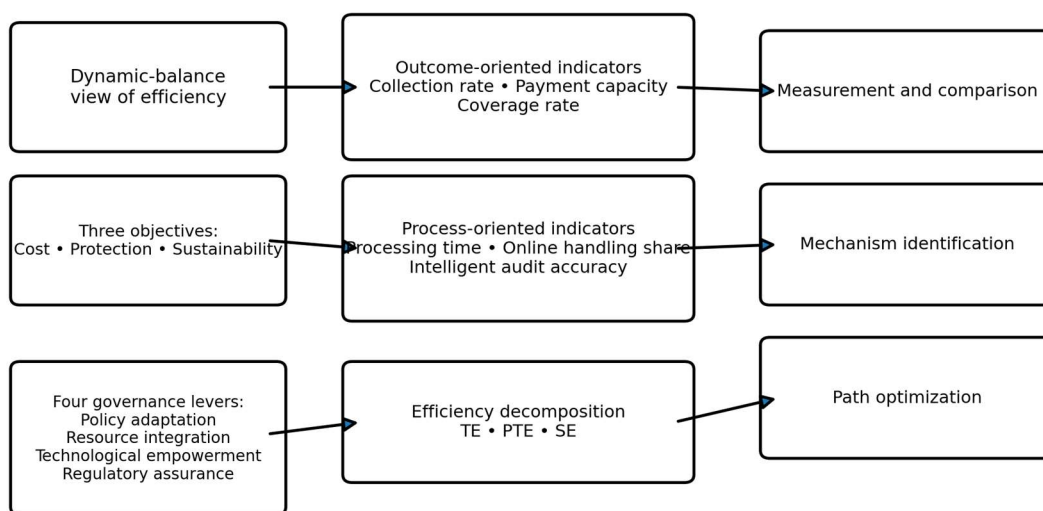 Dynamic-balance
view of efficiency
Outcome-oriented indicators
Collection rate • Payment capacity
Coverage rate
Measurement and comparison
Three objectives:
Cost • Protection • Sustainability
Process-oriented indicators
Processing time • Online handling share
Intelligent audit accuracy
Mechanism identification
Four governance levers:
Policy adaptation
Resource integration
Technological empowerment
Regulatory assurance
Efficiency decomposition
TE • PTE • SE
Path optimization